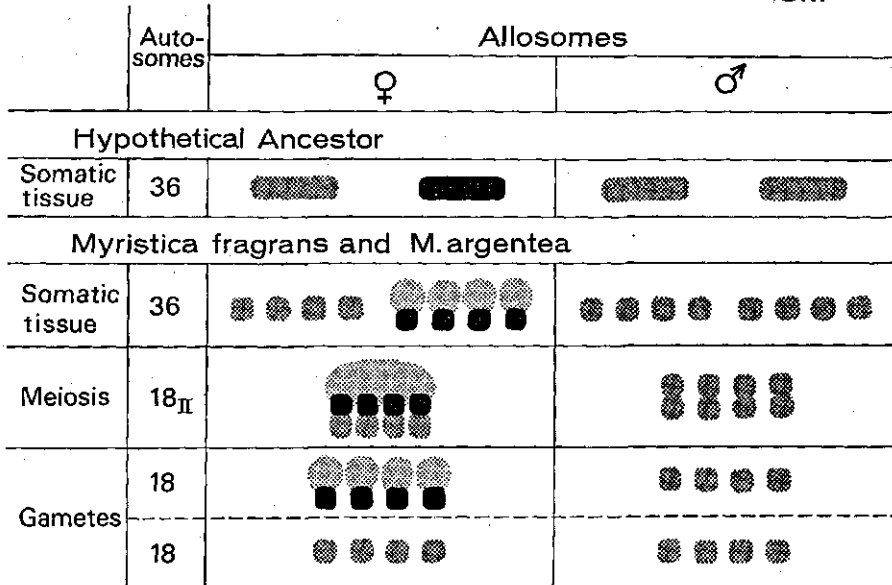 Auto-
somes
Allosomes
♀
♂
Hypothetical Ancestor
Somatic
tissue
36
Myristica fragrans and M. argentea
Somatic
tissue
36
Meiosis
18II
Gametes
18
18